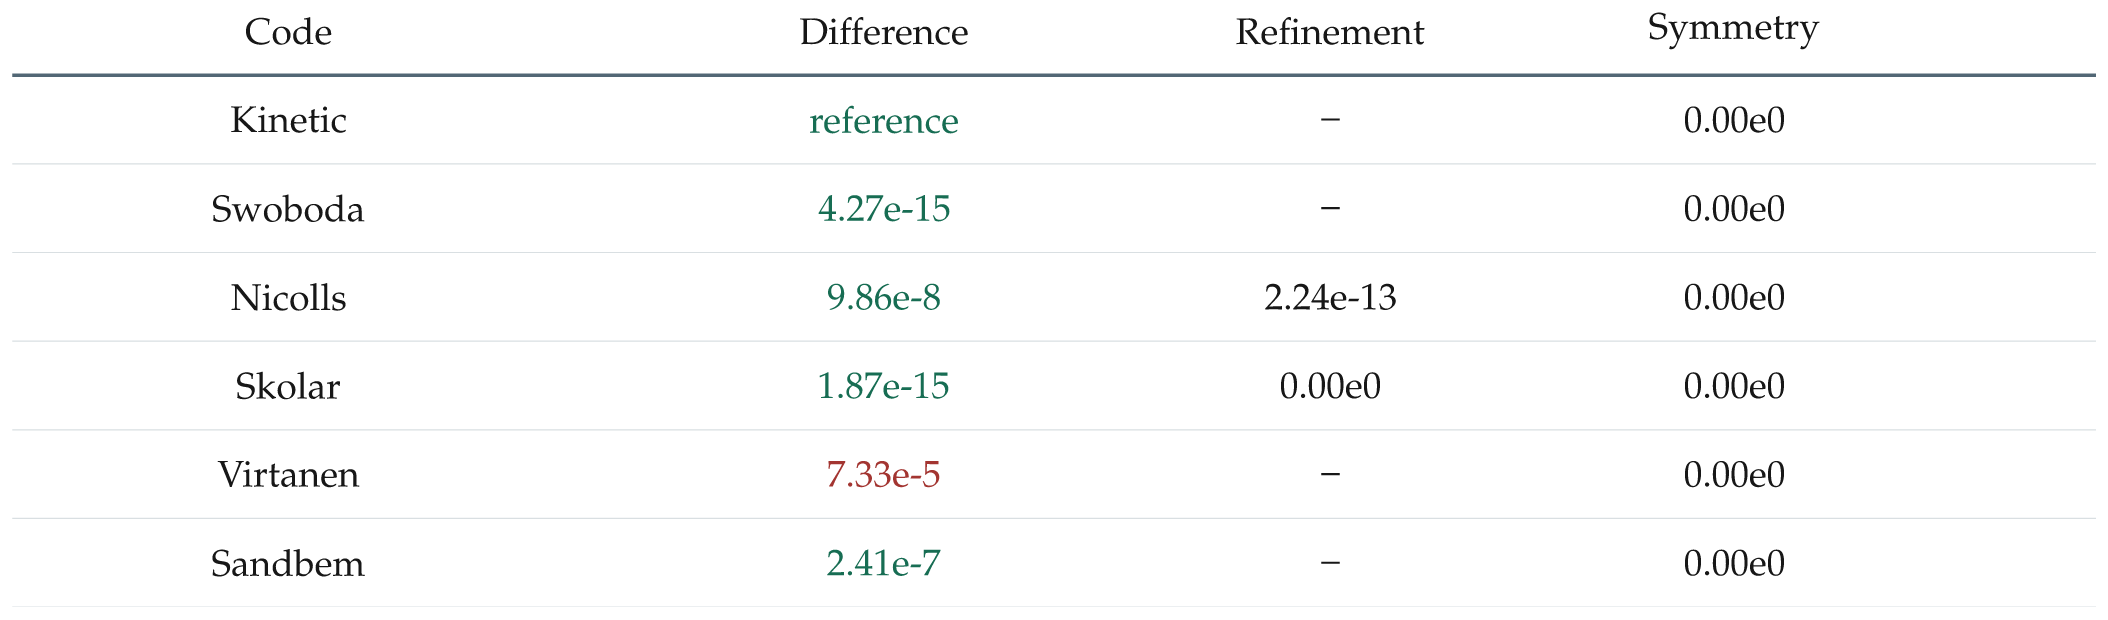 Code Difference Refinement Symmetry
Kinetic reference – 0.00e0
Swoboda 4.27e-15 – 0.00e0
Nicolls 9.86e-8 2.24e-13 0.00e0
Skolar 1.87e-15 0.00e0 0.00e0
Virtanen 7.33e-5 – 0.00e0
Sandbem 2.41e-7 – 0.00e0